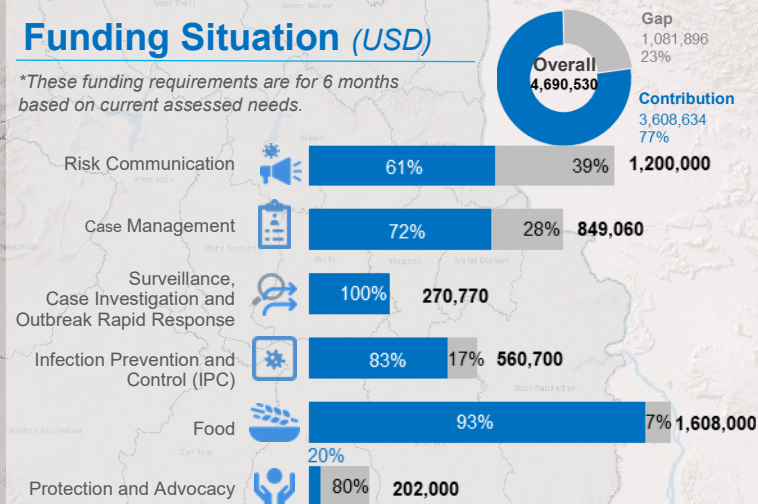 Funding Situation (USD)
*These funding requirements are for 6 months
based on current assessed needs.
Gap
1,081,896
23%
Overall
4,690,530
Contribution
3,608,634
77%
Risk Communication
61%
39%
1,200,000
Case Management
72%
28%
849,060
Surveillance,
Case Investigation and
Outbreak Rapid Response
100%
270,770
Infection Prevention and
Control (IPC)
83%
17%
560,700
Food
93%
7%
1,608,000
Protection and Advocacy
20%
80%
202,000